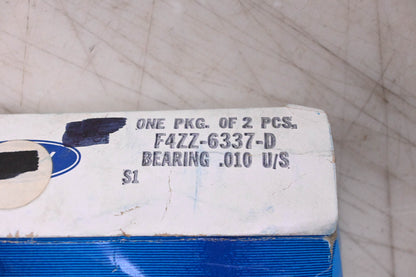 ONE PKG. OF 2 PCS.
F4ZZ-6337-D
BEARING .010 U/S
S1